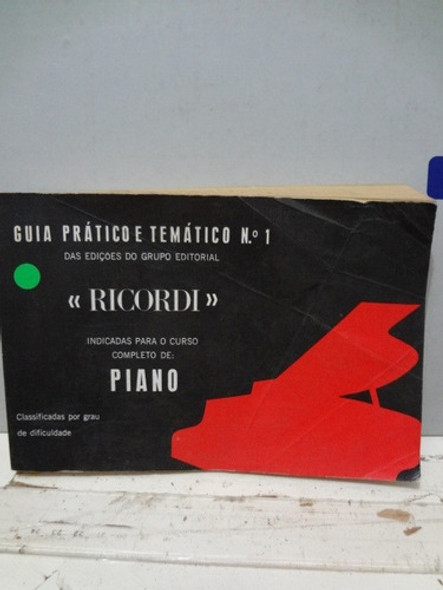 GUIA PRÁTICO E TEMÁTICO N.º 1
DAS EDIÇÕES DO GRUPO EDITORIAL
« RICORDI »
INDICADAS PARA O CURSO
COMPLETO DE:
PIANO
Classificadas por grau
de dificuldade